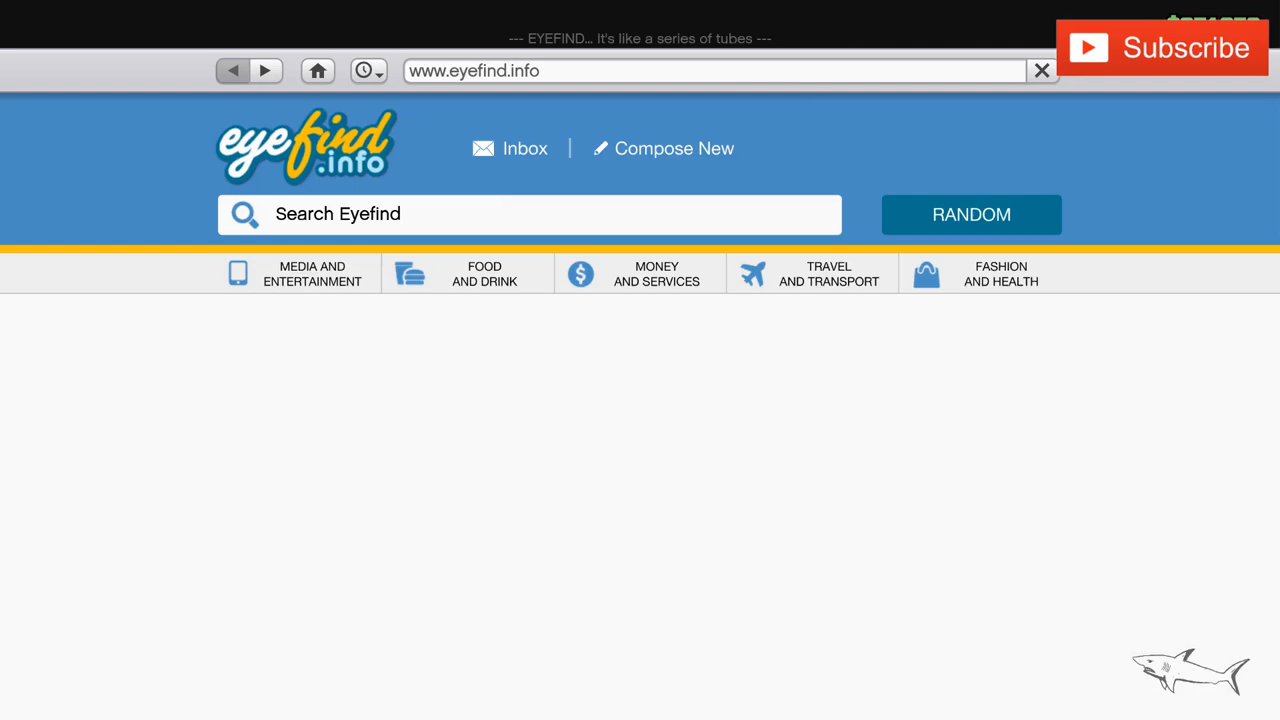 --- EYEFIND... It's like a series of tubes ---
Subscribe
www.eyefind.info
eyefind
.info
Inbox
Compose New
Search Eyefind
RANDOM
MEDIA AND
ENTERTAINMENT
FOOD
AND DRINK
MONEY
AND SERVICES
TRAVEL
AND TRANSPORT
FASHION
AND HEALTH